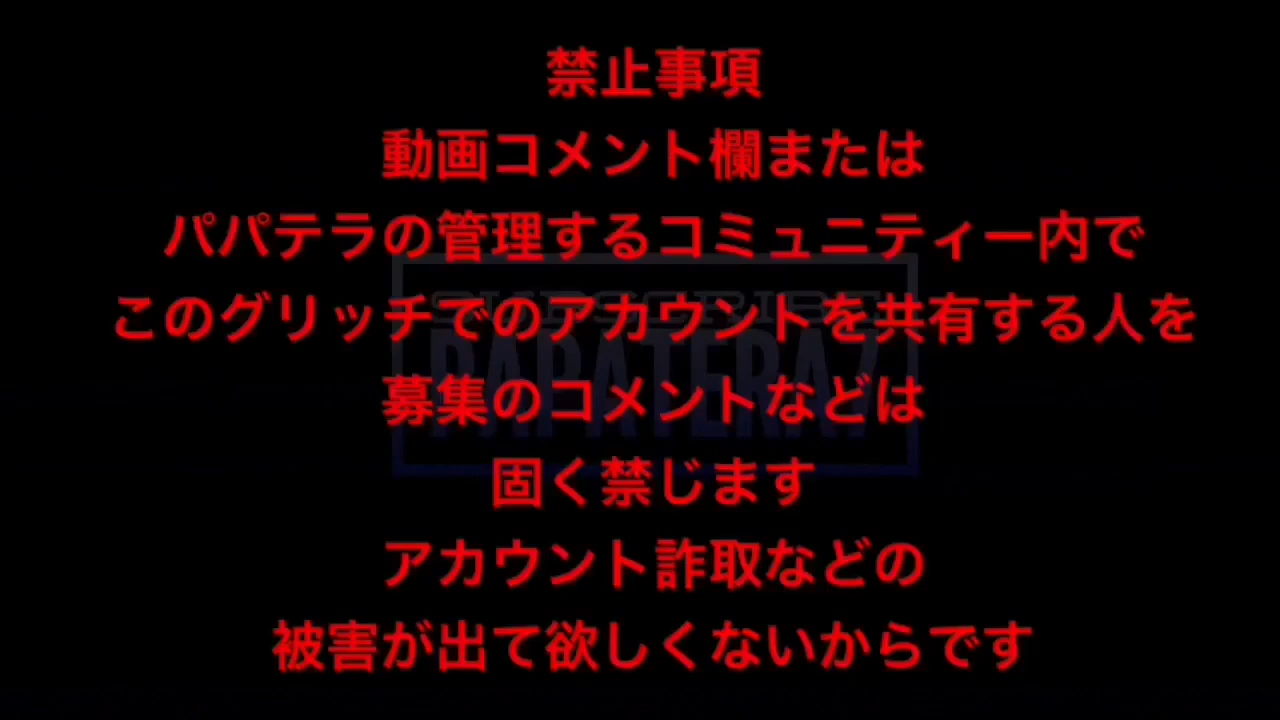 禁止事項
動画コメント欄または
パパテラの管理するコミュニティー内で
このグリッチでのアカウントを共有する人を
募集のコメントなどは
固く禁じます
アカウント詐取などの
被害が出て欲しくないからです
SUBSCRIBE
PAPATERA7